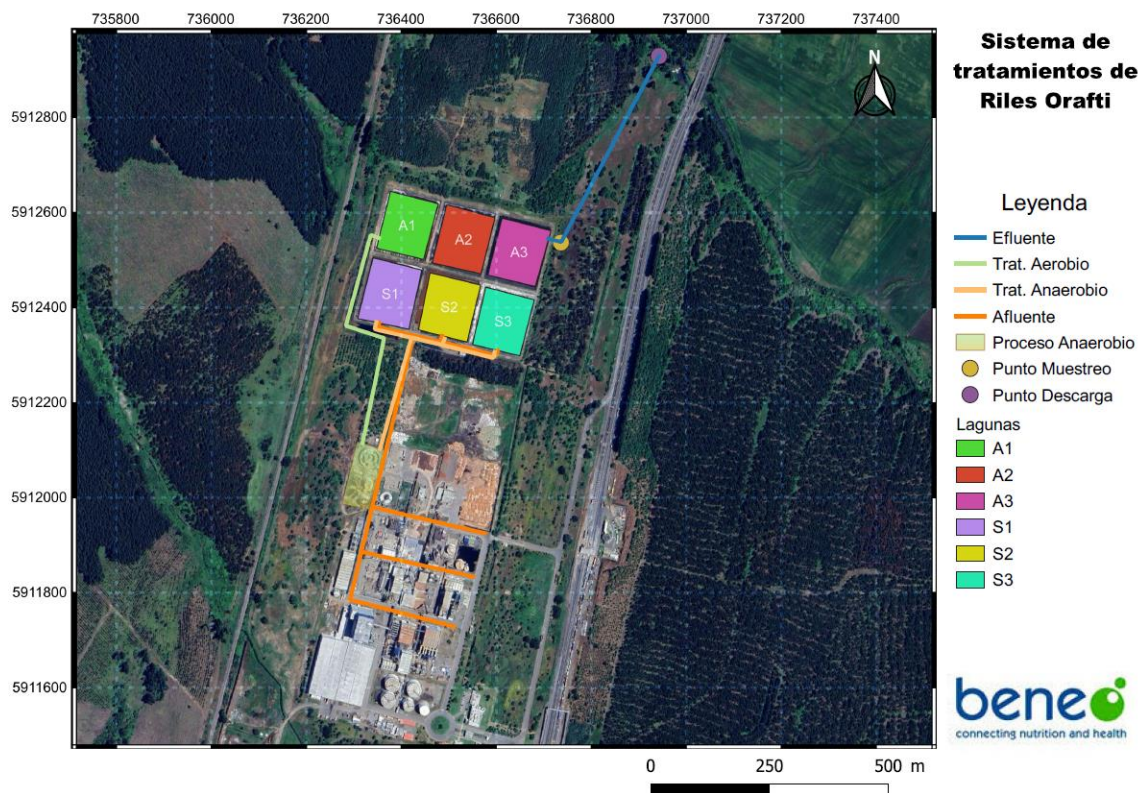 735800 736000 736200 736400 736600 736800 737000 737200 737400
Sistema de
tratamientos de
Riles Orafti
N
5912800
5912600
5912400
5912200
5912000
5911800
5911600
A1
A2
A3
S1
S2
S3
Leyenda
Efluente
Trat. Aerobio
Trat. Anaerobio
Afluente
Proceso Anaerobio
Punto Muestreo
Punto Descarga
Lagunas
A1
A2
A3
S1
S2
S3
beneo
connecting nutrition and health
0 250 500 m